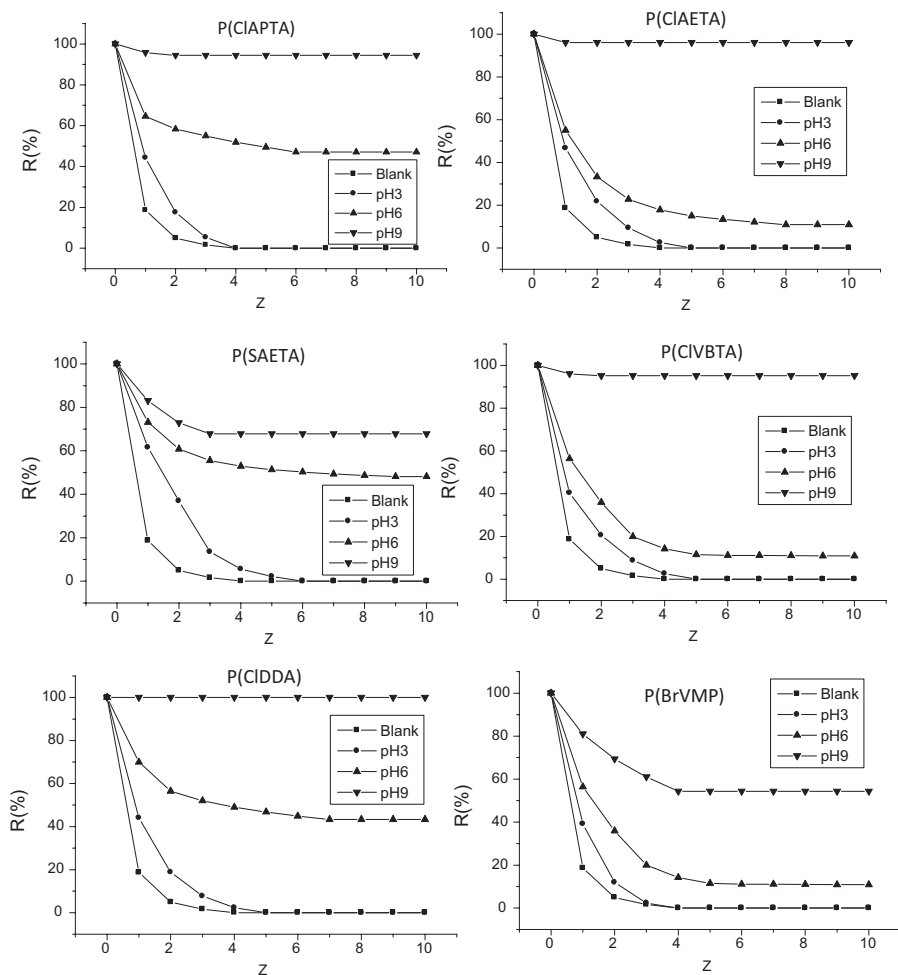 P(ClAPTA)
R(%)
100
80
60
40
20
0
Blank
pH3
pH6
pH9
0 2 4 6 8 10
Z
P(ClAETA)
R(%)
100
80
60
40
20
0
Blank
pH3
pH6
pH9
0 2 4 6 8 10
Z
P(SAETA)
R(%)
100
80
60
40
20
0
Blank
pH3
pH6
pH9
0 2 4 6 8 10
Z
P(ClVBTA)
R(%)
100
80
60
40
20
0
Blank
pH3
pH6
pH9
0 2 4 6 8 10
Z
P(ClDDA)
R(%)
100
80
60
40
20
0
Blank
pH3
pH6
pH9
0 2 4 6 8 10
Z
P(BrVMP)
R(%)
100
80
60
40
20
0
Blank
pH3
pH6
pH9
0 2 4 6 8 10
Z